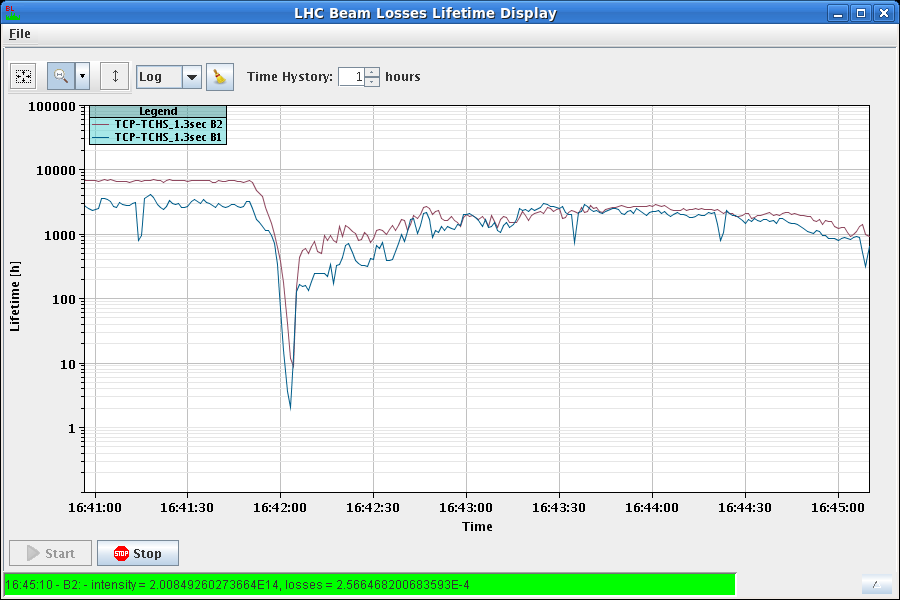 BL
LHC Beam Losses Lifetime Display
File
Log
Time Hystory: 1 hours
Legend
TCP-TCHS_1.3sec B2
TCP-TCHS_1.3sec B1
Lifetime [h]
100000
10000
1000
100
10
1
16:41:00 16:41:30 16:42:00 16:42:30 16:43:00 16:43:30 16:44:00 16:44:30 16:45:00
Time
Start
STOP Stop
16:45:10 - B2: - intensity = 2.00849260273664E14, losses = 2.566468200683593E-4